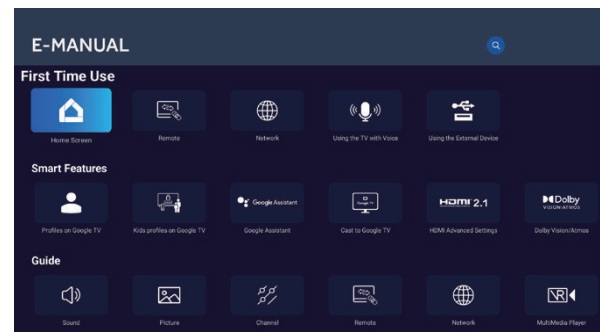 E-MANUAL
First Time Use
Home Screen
Remote
Network
Using the TV with Voice
Using the External Device
Smart Features
Google Assistant
Google TV
HDMI 2.1
Dolby
VISION·ATMOS
Profiles on Google TV
Kids profiles on Google TV
Google Assistant
Cast to Google TV
HDMI Advanced Settings
Dolby Vision/Atmos
Guide
Sound
Picture
Channel
Remote
Network
MultiMedia Player